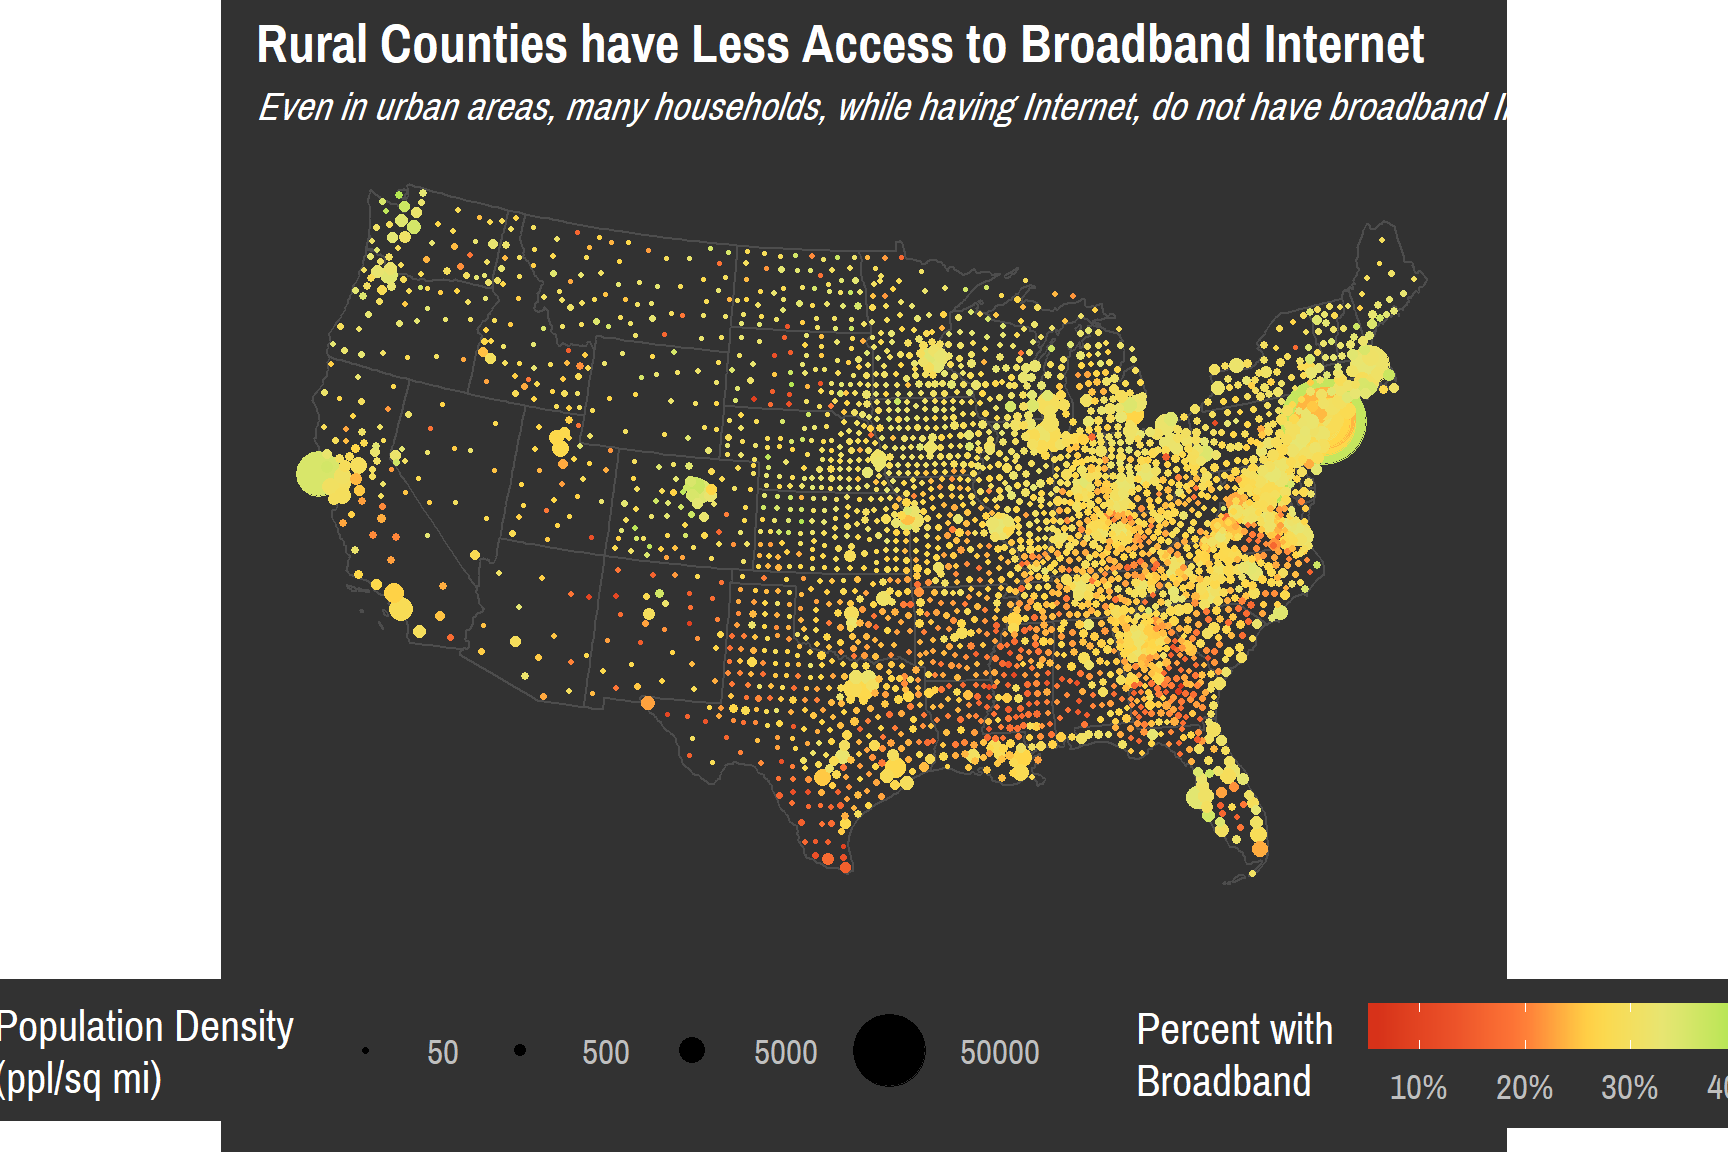 Rural Counties have Less Access to Broadband Internet
Even in urban areas, many households, while having Internet, do not have broadband
Population Density
(ppl/sq mi)
50
500
5000
50000
Percent with
Broadband
10%
20%
30%